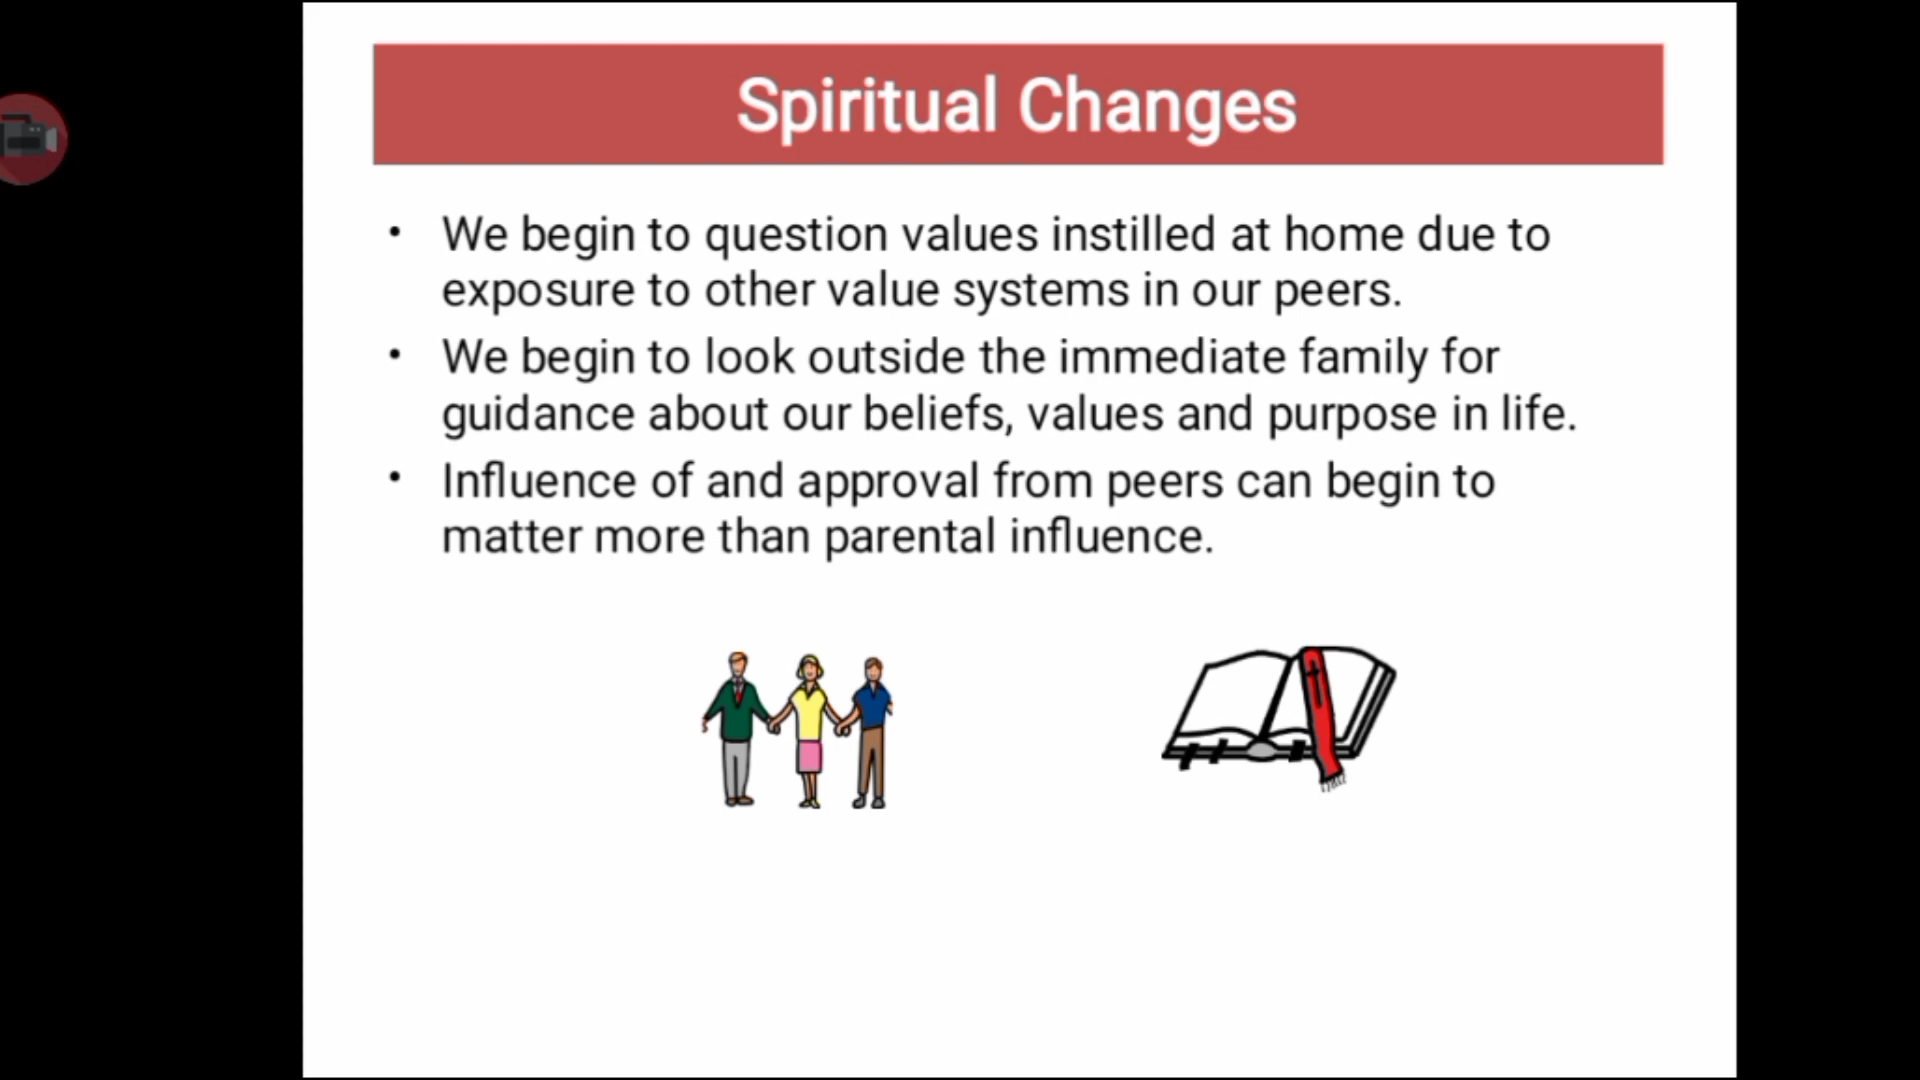 Spiritual Changes
• We begin to question values instilled at home due to
exposure to other value systems in our peers.
• We begin to look outside the immediate family for
guidance about our beliefs, values and purpose in life.
• Influence of and approval from peers can begin to
matter more than parental influence.